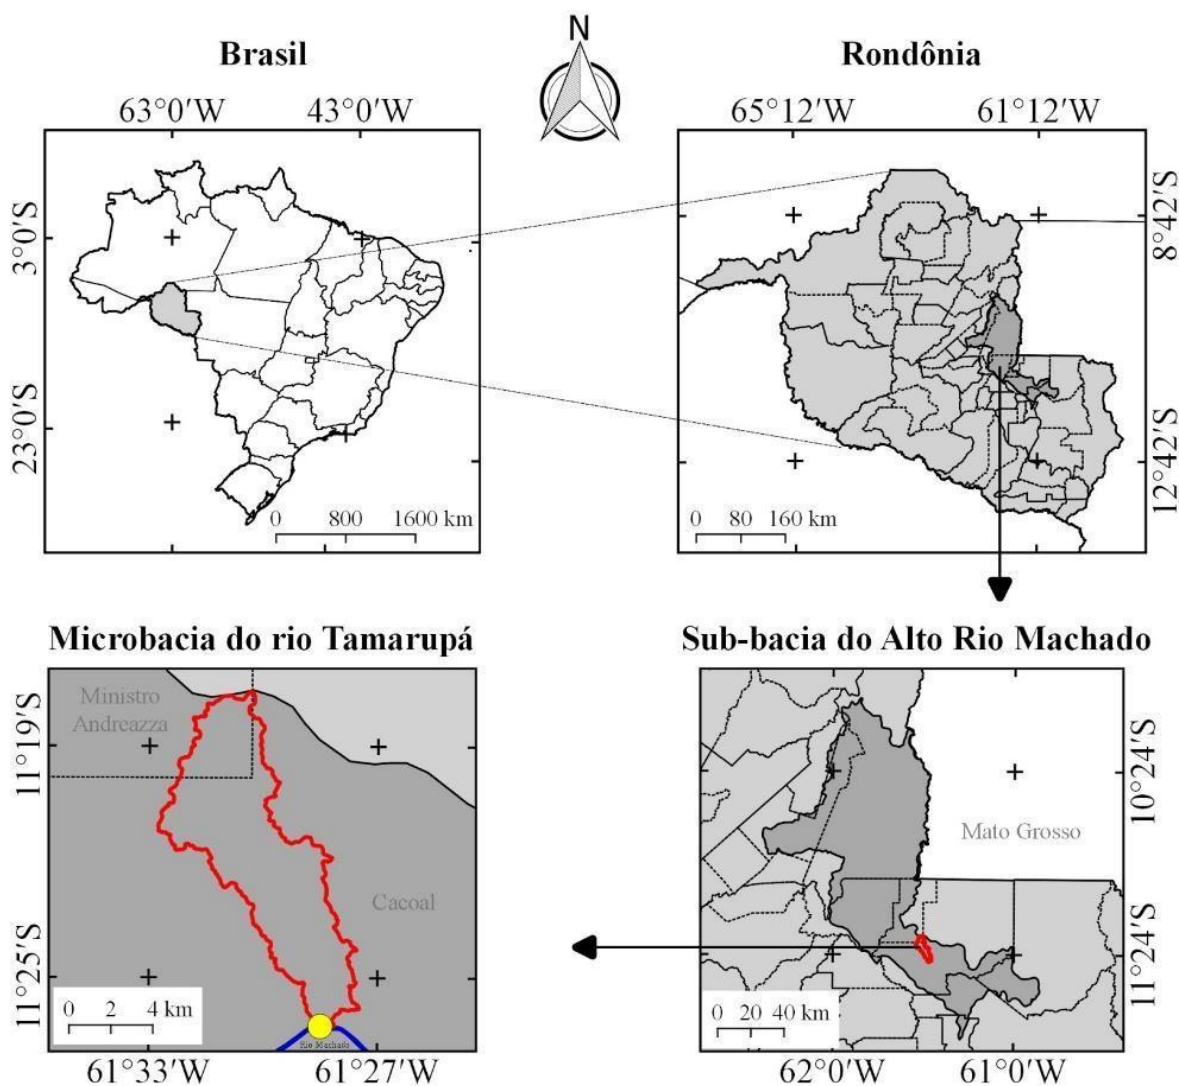 N
Brasil
63°0'W
43°0'W
3°0'S
23°0'S
0 800 1600 km
Rondônia
65°12'W
61°12'W
8°42'S
12°42'S
0 80 160 km
Microbacia do rio Tamarupá
Ministro
Andreazza
11°19'S
Cacoal
11°25'S
0 2 4 km
Rio Machado
61°33'W
61°27'W
Sub-bacia do Alto Rio Machado
10°24'S
Mato Grosso
11°24'S
0 20 40 km
62°0'W
61°0'W